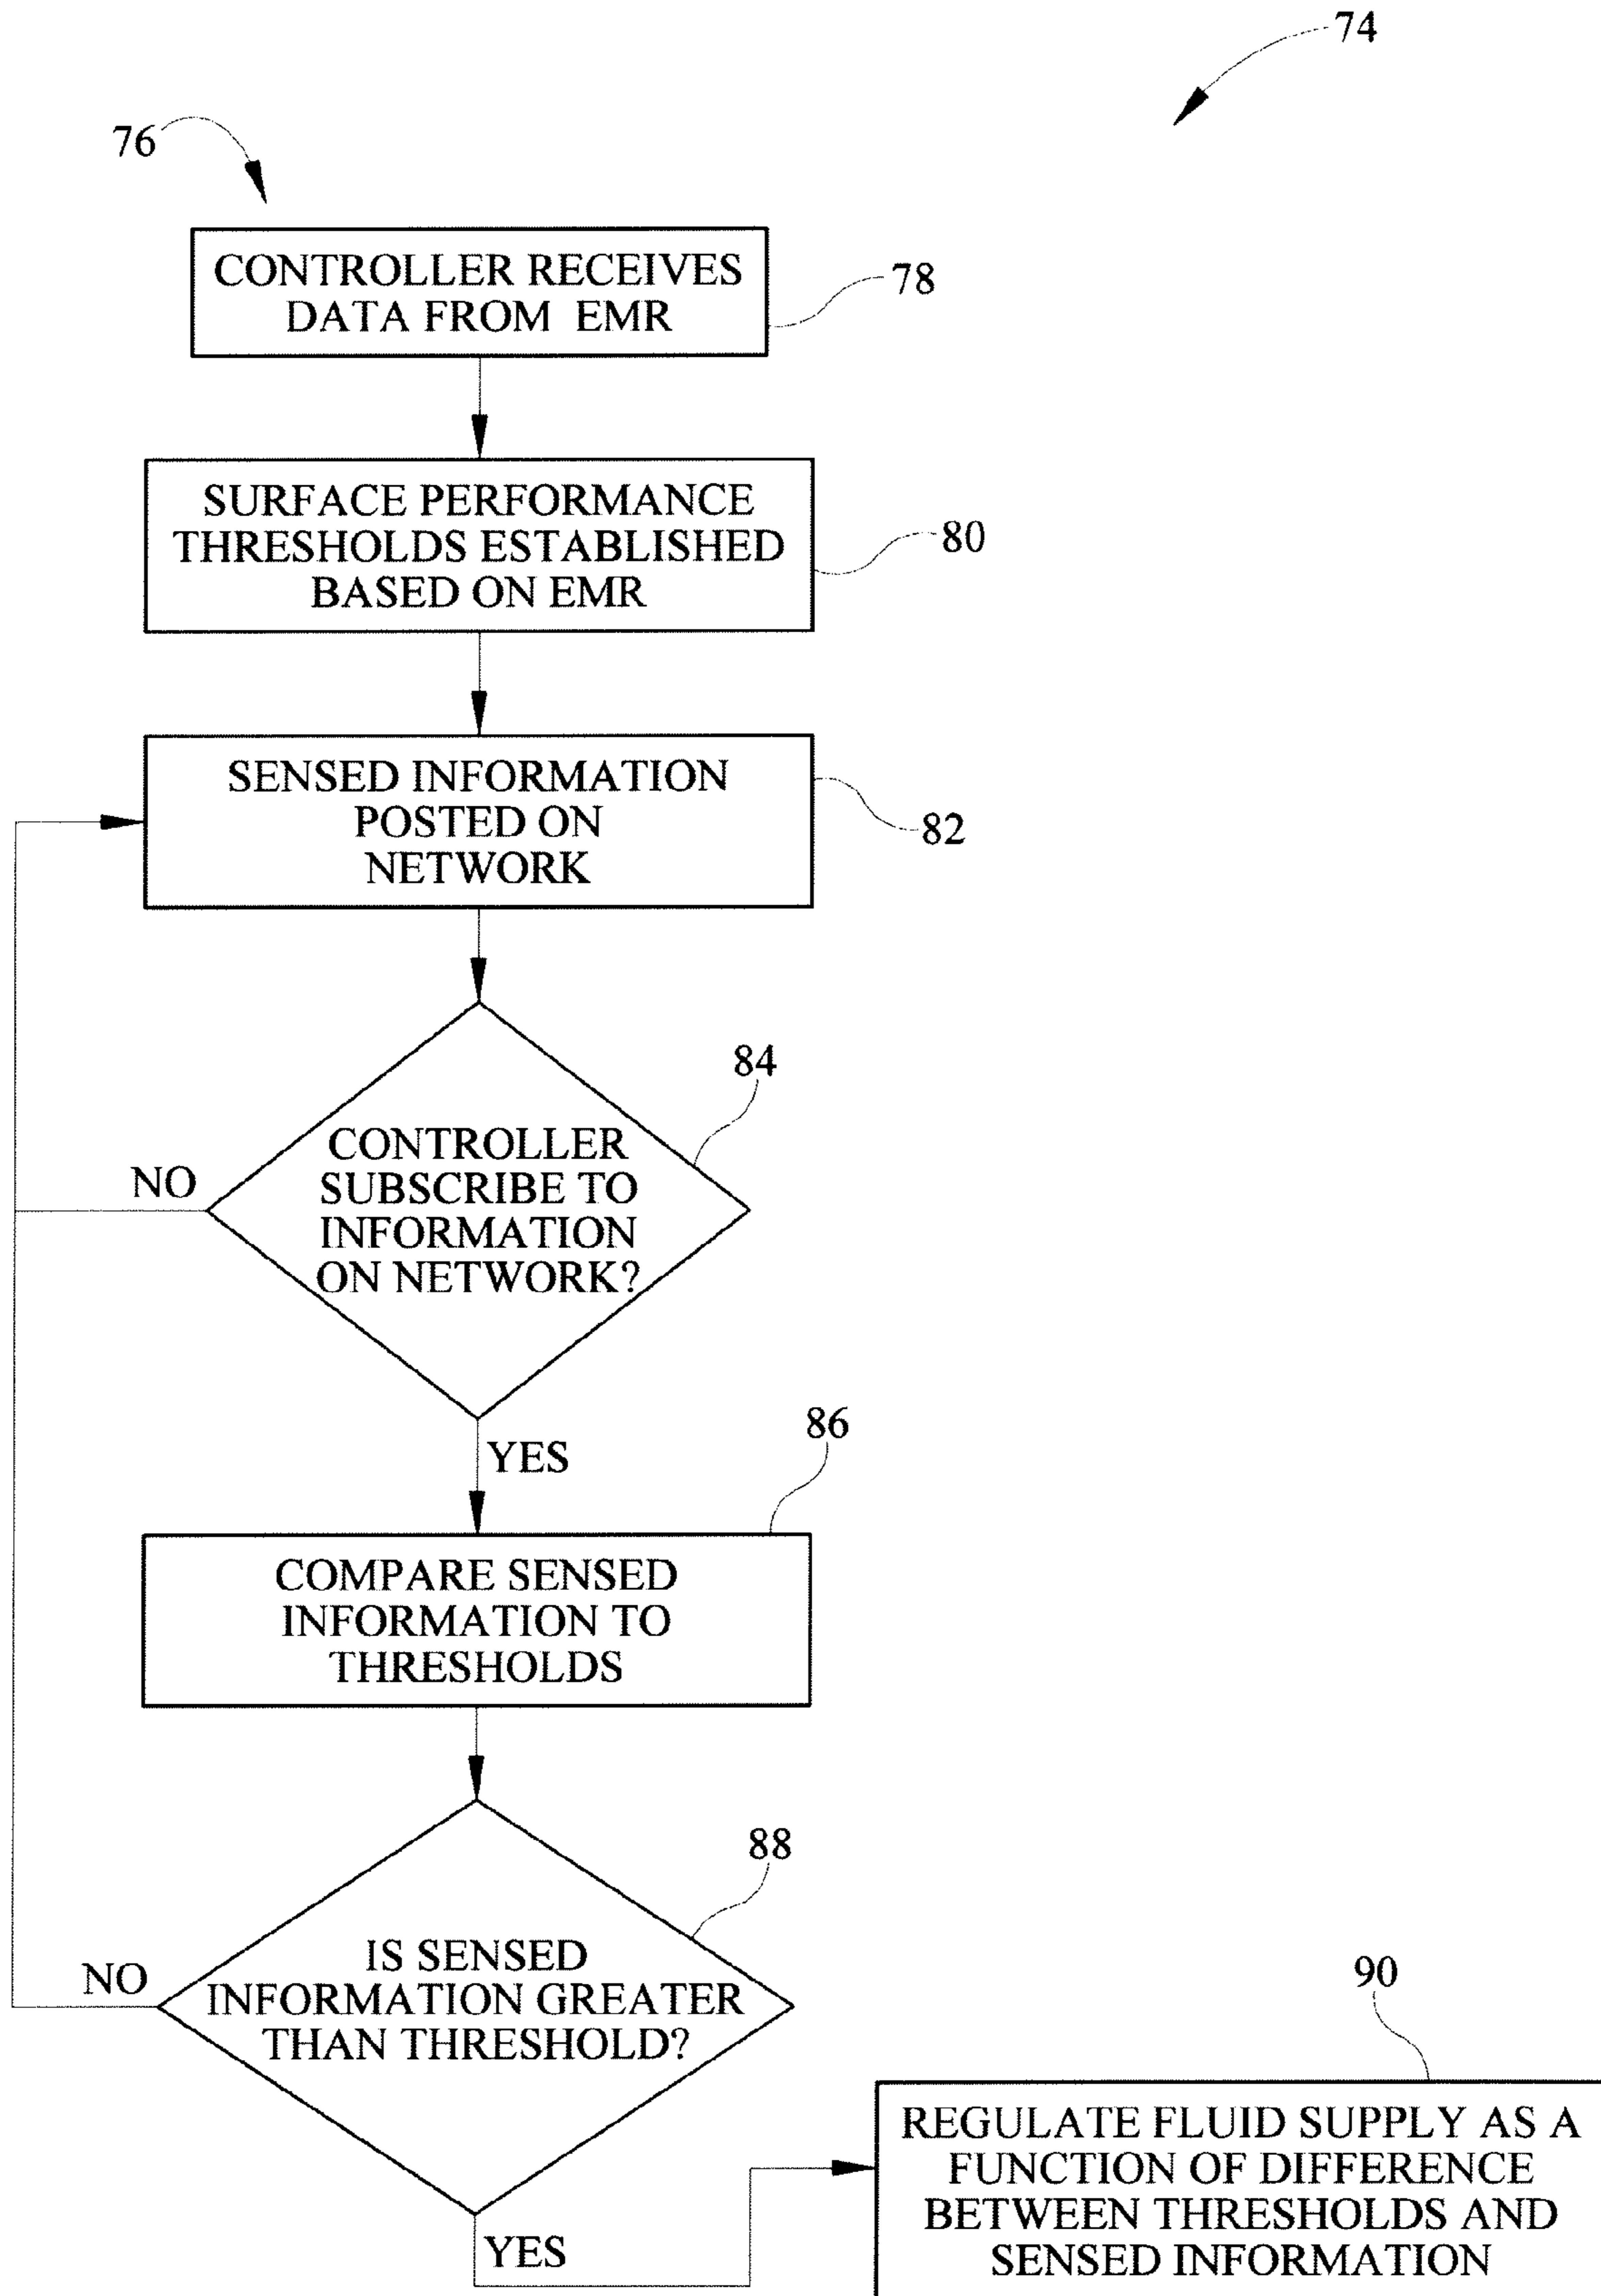 74
76
CONTROLLER RECEIVES
DATA FROM EMR
78
SURFACE PERFORMANCE
THRESHOLDS ESTABLISHED
BASED ON EMR
80
SENSED INFORMATION
POSTED ON
NETWORK
82
84
CONTROLLER
SUBSCRIBE TO
INFORMATION
ON NETWORK?
NO
YES
86
COMPARE SENSED
INFORMATION TO
THRESHOLDS
88
IS SENSED
INFORMATION GREATER
THAN THRESHOLD?
NO
YES
90
REGULATE FLUID SUPPLY AS A
FUNCTION OF DIFFERENCE
BETWEEN THRESHOLDS AND
SENSED INFORMATION